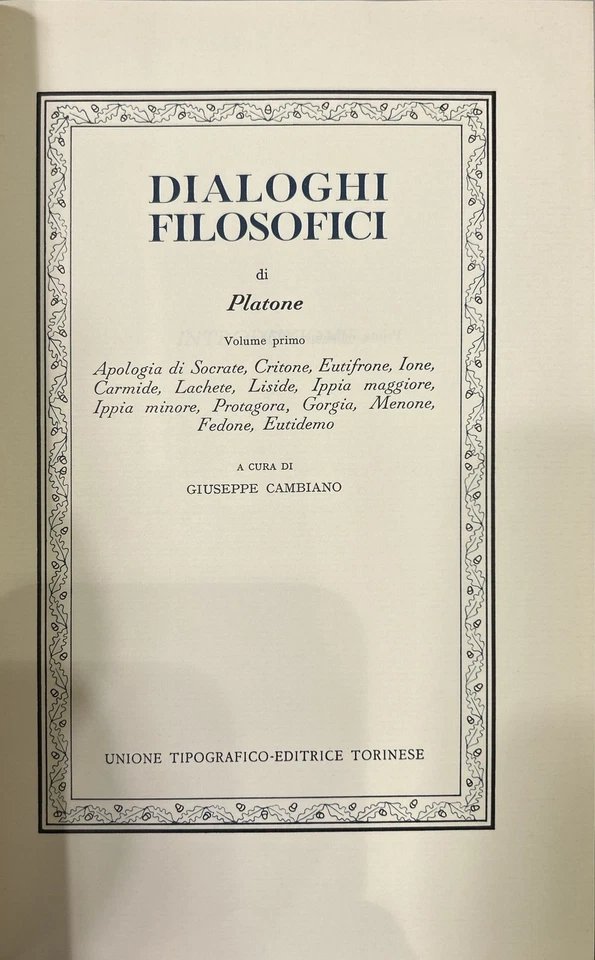 DIALOGHI
FILOSOFICI
di
Platone
Volume primo
Apologia di Socrate, Critone, Eutifrone, Ione,
Carmide, Lachete, Liside, Ippia maggiore,
Ippia minore, Protagora, Gorgia, Menone,
Fedone, Eutidemo
A CURA DI
GIUSEPPE CAMBIANO
UNIONE TIPOGRAFICO-EDITRICE TORINESE